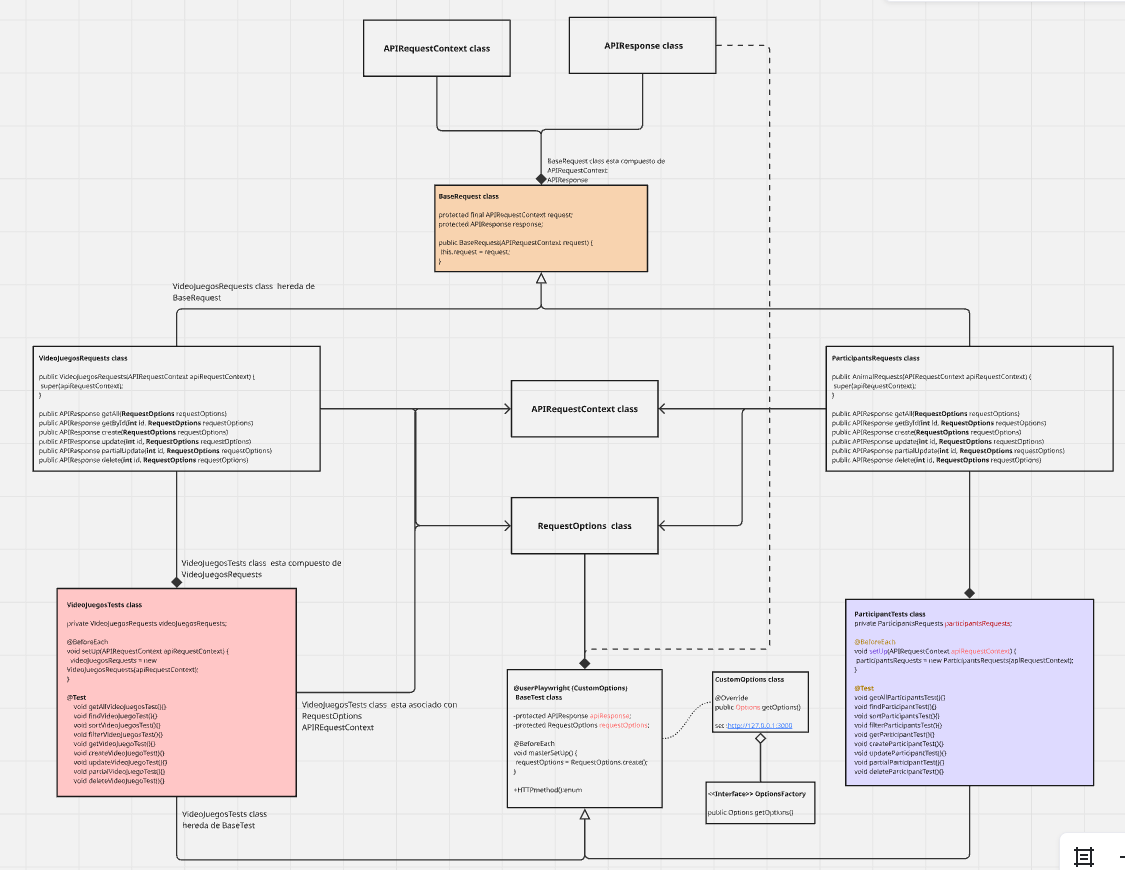 APIRequestContext class
APIResponse class
BaseRequest class esta compuesto de
APIRequestContext
APIResponse
BaseRequest class
protected final APIRequestContext request;
protected APIResponse response;
public BaseRequest(APIRequestContext request) {
this.request = request;
}
VideoJuegosRequests class hereda de
BaseRequest
VideoJuegosRequests class
public VideoJuegosRequests(APIRequestContext apiRequestContext) {
super(apiRequestContext);
}
public APIResponse getAll(RequestOptions requestOptions)
public APIResponse getById(int id, RequestOptions requestOptions)
public APIResponse create(RequestOptions requestOptions)
public APIResponse update(int id, RequestOptions requestOptions)
public APIResponse partialUpdate(int id, RequestOptions requestOptions)
public APIResponse delete(int id, RequestOptions requestOptions)
APIRequestContext class
ParticipantsRequests class
public AnimalRequests(APIRequestContext apiRequestContext) {
super(apiRequestContext);
}
public APIResponse getAll(RequestOptions requestOptions)
public APIResponse getById(int id, RequestOptions requestOptions)
public APIResponse create(RequestOptions requestOptions)
public APIResponse update(int id, RequestOptions requestOptions)
public APIResponse partialUpdate(int id, RequestOptions requestOptions)
public APIResponse delete(int id, RequestOptions requestOptions)
RequestOptions class
VideoJuegosTests class esta compuesto de
VideoJuegosRequests
VideoJuegosTests class
private VideoJuegosRequests videoJuegosRequests;
@BeforeEach
void setUp(APIRequestContext apiRequestContext) {
videoJuegosRequests = new
VideoJuegosRequests(apiRequestContext);
}
@Test
void getAllVideoJuegosTest(){}
void findVideoJuegoTest(){}
void sortVideoJuegosTest(){}
void filterVideoJuegosTest(){}
void getVideoJuegoTest(){}
void createVideoJuegoTest(){}
void updateVideoJuegoTest(){}
void partialVideoJuegoTest(){}
void deleteVideoJuegoTest(){}
VideoJuegosTests class esta asociado con
RequestOptions
APIREquestContext
VideoJuegosTests class
hereda de BaseTest
@userPlaywright (CustomOptions)
BaseTest class
-protected APIResponse apiResponse;
-protected RequestOptions requestOptions;
@BeforeEach
void masterSetUp() {
requestOptions = RequestOptions.create();
}
+HTTPmethod():enum
CustomOptions class
@Override
public Options getOptions()
set :http://127.0.0.1:3000
<<Interface>> OptionsFactory
public Options getOptions()
ParticipantTests class
private ParticipantsRequests participantsRequests;
@BeforeEach
void setUp(APIRequestContext apiRequestContext) {
participantsRequests = new ParticipantsRequests(apiRequestContext);
}
@Test
void getAllParticipantsTest(){}
void findParticipantTest(){}
void sortParticipantsTest(){}
void filterParticipantsTest(){}
void getParticipantTest(){}
void createParticipantTest(){}
void updateParticipantTest(){}
void partialParticipantTest(){}
void deleteParticipantTest(){}